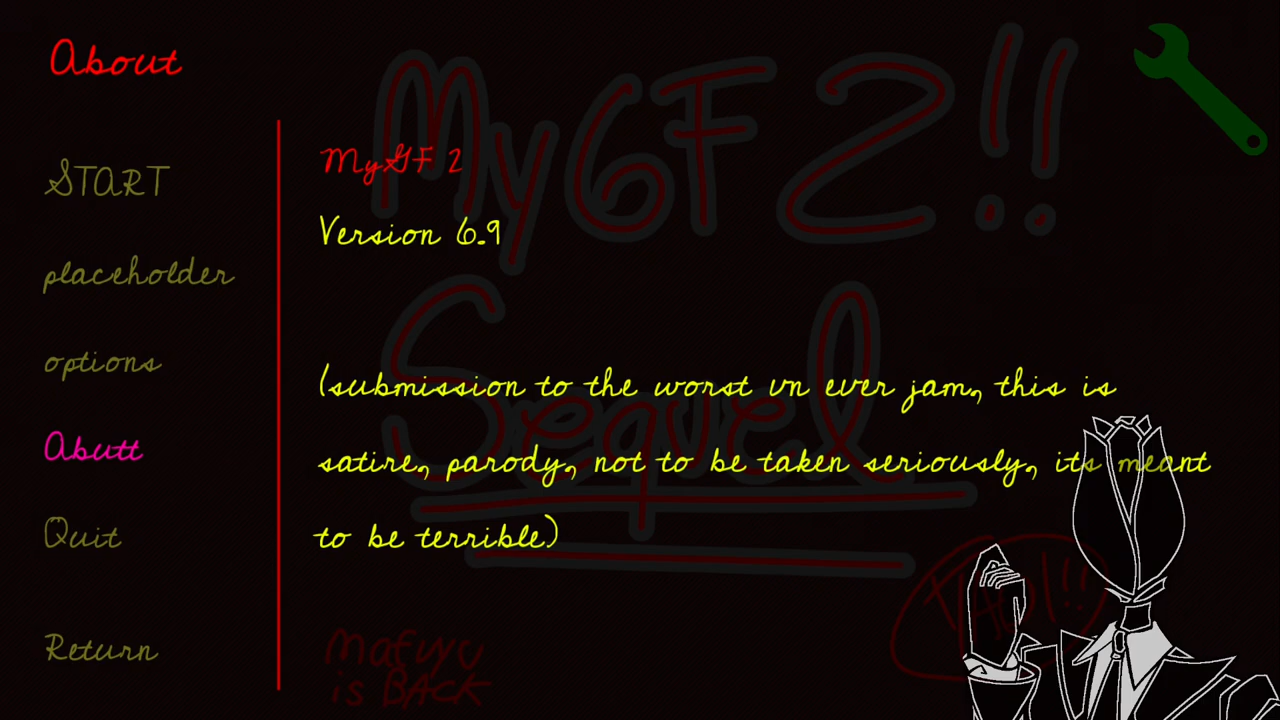 About
START
placeholder
options
Abutt
Quit
Return
MyGF 2
Version 6.9
(submission to the worst vn ever jam, this is
satire, parody, not to be taken seriously, its meant
to be terrible)
My GF 2!!
Sequel
mafuyu
is BACK